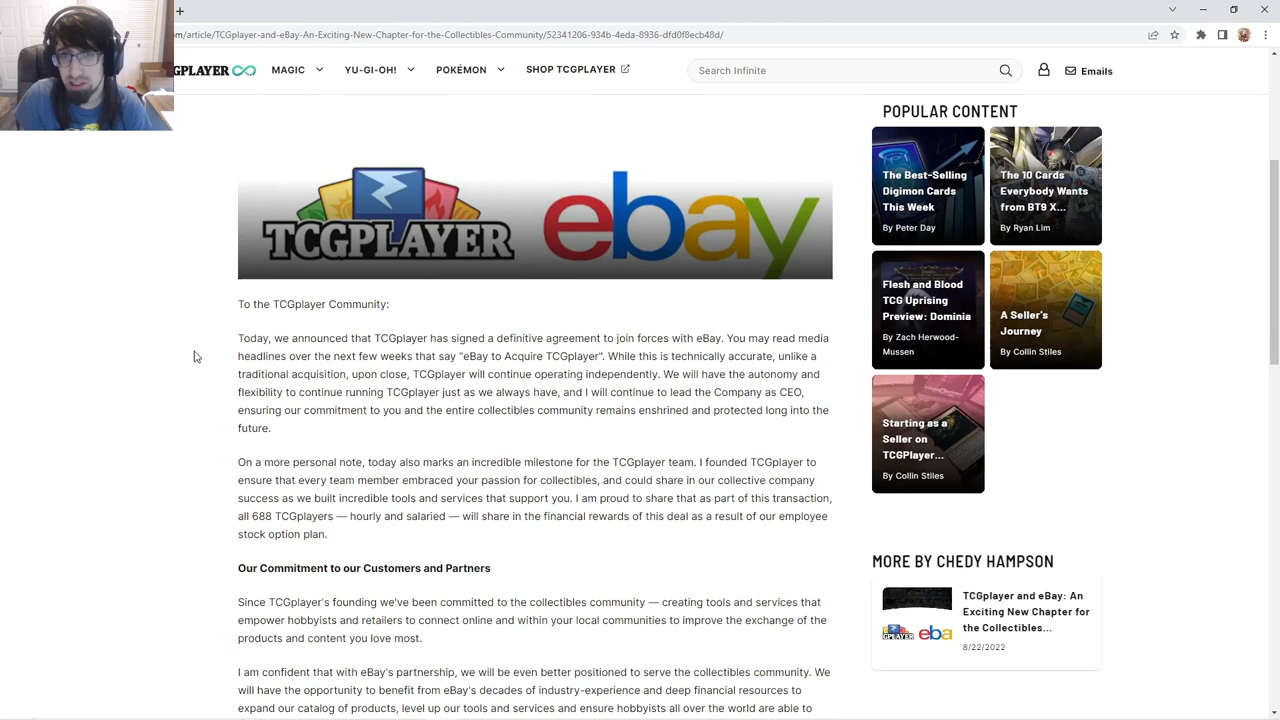 om/article/TCGplayer-and-eBay-An-Exciting-New-Chapter-for-the-Collectibles-Community/52341206-934b-4eda-8936-dfd0f8ecb48d/
GPLAYER
MAGIC
YU-GI-OH!
POKÉMON
SHOP TCGPLAYER
Search Infinite
Emails
TCGPLAYER
ebay
To the TCGplayer Community:
Today, we announced that TCGplayer has signed a definitive agreement to join forces with eBay. You may read media
headlines over the next few weeks that say "eBay to Acquire TCGplayer". While this is technically accurate, unlike a
traditional acquisition, upon close, TCGplayer will continue operating independently. We will have the autonomy and
flexibility to continue running TCGplayer just as we always have, and I will continue to lead the Company as CEO,
ensuring our commitment to you and the entire collectibles community remains enshrined and protected long into the
future.
On a more personal note, today also marks an incredible milestone for the TCGplayer team. I founded TCGplayer to
ensure that every team member embraced your passion for collectibles, and could share in our collective company
success as we built incredible tools and services that support you. I am proud to share that as part of this transaction,
all 688 TCGplayers — hourly and salaried — will share in the financial rewards of this deal as a result of our employee
stock option plan.
Our Commitment to our Customers and Partners
Since TCGplayer's founding we've been committed to the collectibles community — creating tools and services that
empower hobbyists and retailers to connect online and within your local communities to improve the exchange of the
products and content you love most.
I am confident that with eBay's partnership, we will be even better positioned to serve the collectibles community. We
will have the opportunity to benefit from eBay's decades of industry-experience and deep financial resources to
expand our catalog of products, level up our tools and services and ensure hobbyists all over the world are able to
POPULAR CONTENT
The Best-Selling
Digimon Cards
This Week
By Peter Day
The 10 Cards
Everybody Wants
from BT9 X...
By Ryan Lim
Flesh and Blood
TCG Uprising
Preview: Dominia
By Zach Herwood-
Mussen
A Seller's
Journey
By Collin Stiles
Starting as a
Seller on
TCGPlayer...
By Collin Stiles
MORE BY CHEDY HAMPSON
TCGplayer and eBay: An
Exciting New Chapter for
the Collectibles...
8/22/2022
PLAYER
eba